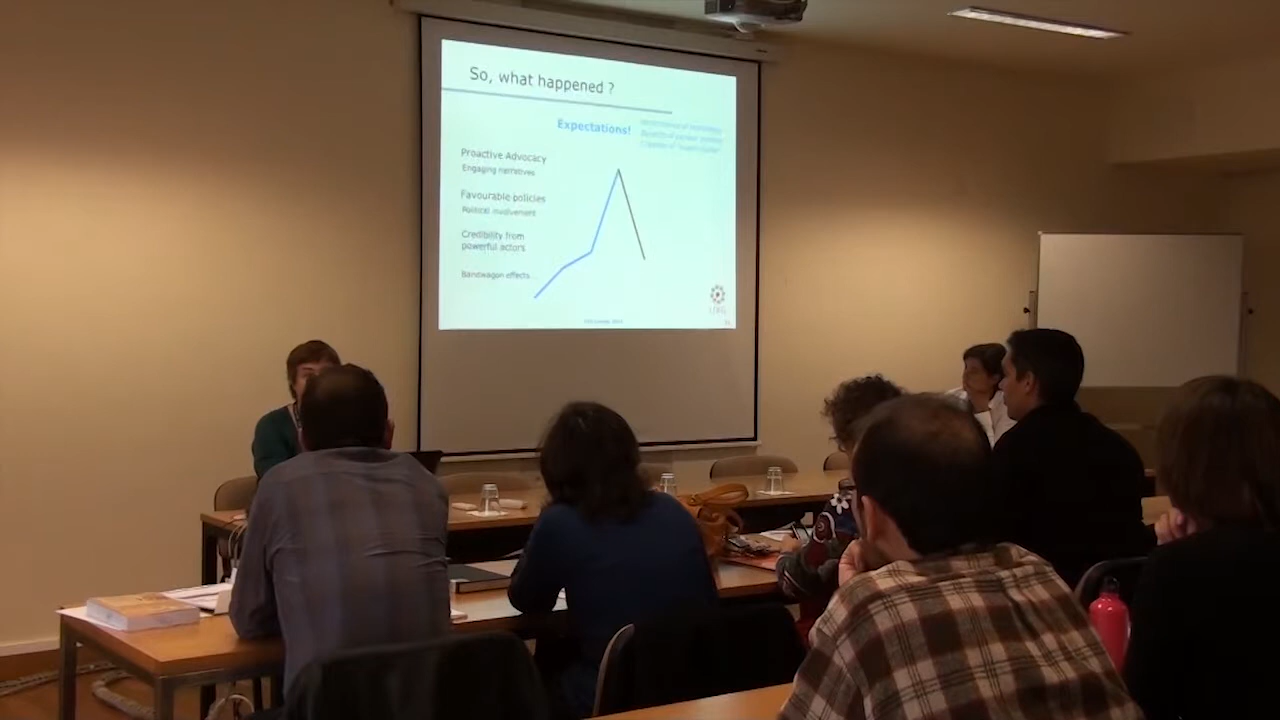 So, what happened ?
Expectations!
Proactive Advocacy
Engaging narratives
Favourable policies
Political involvement
Credibility from
powerful actors
Bandwagon effects...